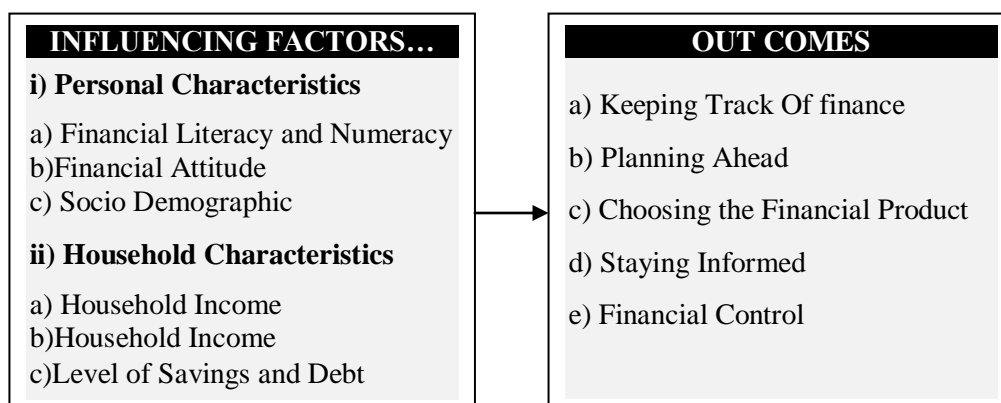 INFLUENCING FACTORS…
i) Personal Characteristics
a) Financial Literacy and Numeracy
b)Financial Attitude
c) Socio Demographic
ii) Household Characteristics
a) Household Income
b)Household Income
c)Level of Savings and Debt
OUT COMES
a) Keeping Track Of finance
b) Planning Ahead
c) Choosing the Financial Product
d) Staying Informed
e) Financial Control